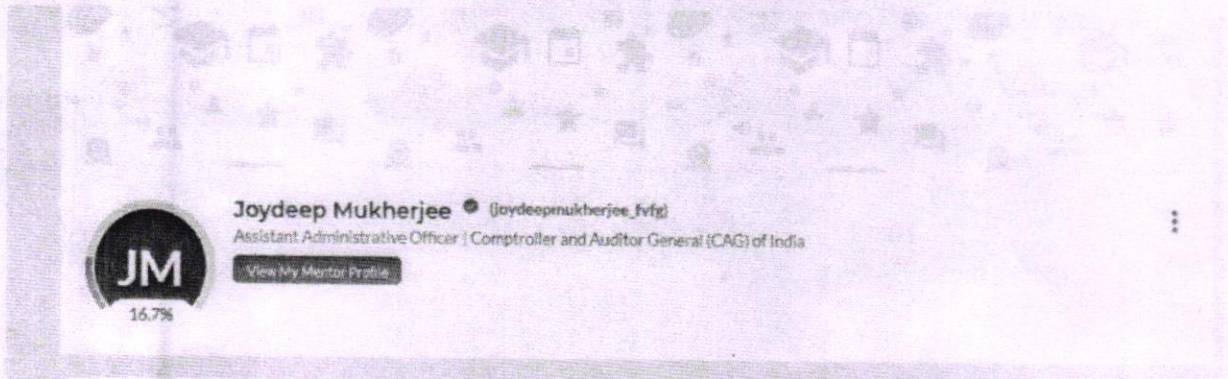 Joydeep Mukherjee (joydeepmukherjee_fvfg)
Assistant Administrative Officer | Comptroller and Auditor General (CAG) of India
View My Mentor Profile
JM
16.7%